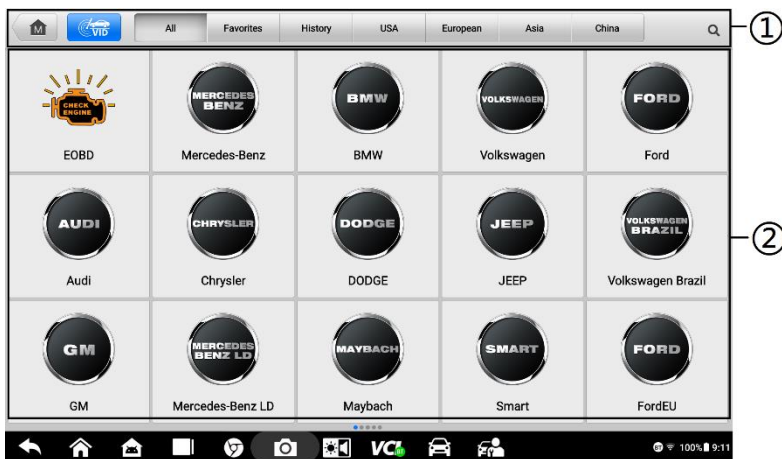 M VID All Favorites History USA European Asia China ①
CHECK ENGINE MERCEDES BENZ BMW VOLKSWAGEN FORD
EOBD Mercedes-Benz BMW Volkswagen Ford
AUDI CHRYSLER DODGE JEEP VOLKSWAGEN BRAZIL ②
Audi Chrysler DODGE JEEP Volkswagen Brazil
GM MERCEDES BENZ LD MAYBACH SMART FORD
GM Mercedes-Benz LD Maybach Smart FordEU
VCI 100% 9:11